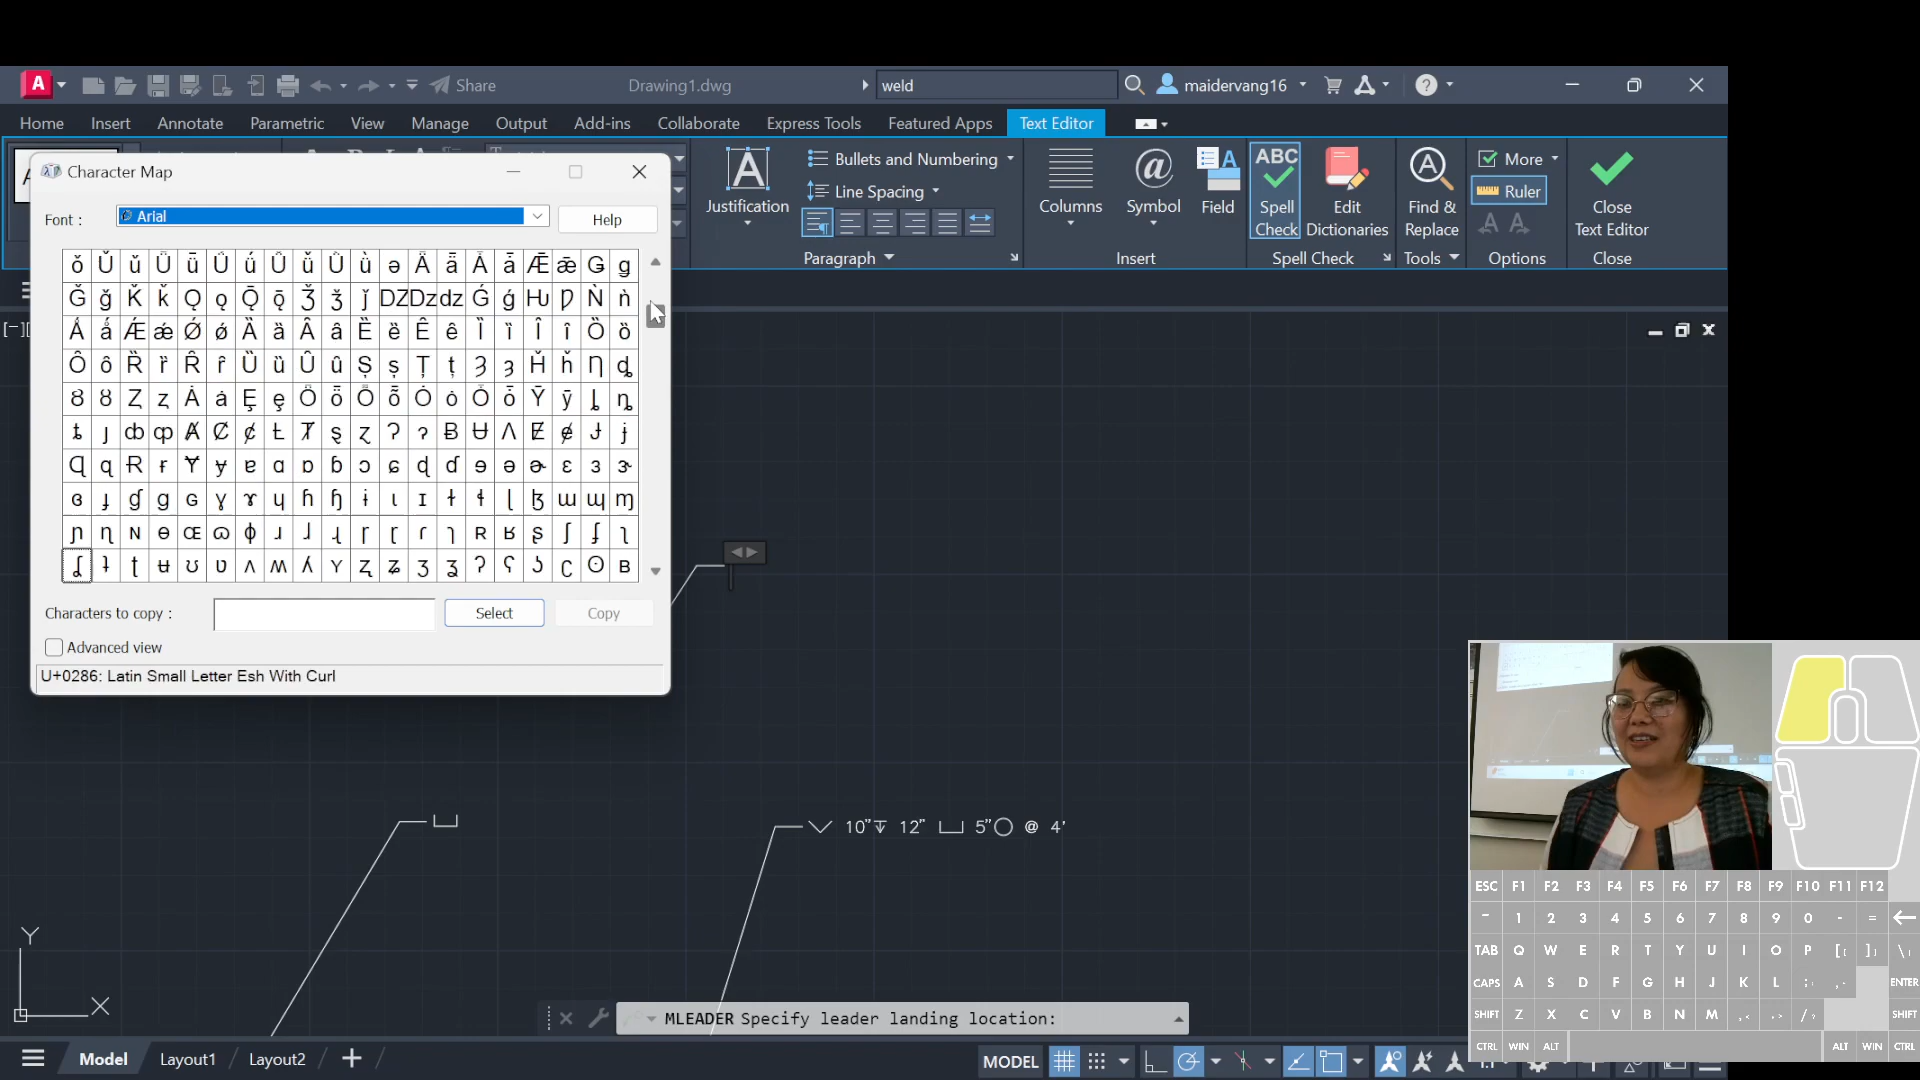 A
Share
Drawing1.dwg
weld
maidervang16
Home Insert Annotate Parametric View Manage Output Add-ins Collaborate Express Tools Featured Apps Text Editor
Character Map
Font : Arial Help
ǒ Ǔ ǔ Ǖ ǖ Ǘ ǘ Ǚ ǚ Ǜ ǜ ǝ Ǟ ǟ Ǡ ǡ Ǣ ǣ Ǥ ǥ
Ǧ ǧ Ǩ ǩ Ǫ ǫ Ǭ ǭ Ǯ ǯ ǰ Ǳ ǲ ǳ Ǵ ǵ Ƕ Ƿ Ǹ ǹ
Ǻ ǻ Ǽ ǽ Ǿ ǿ Ȁ ȁ Ȃ ȃ Ȅ ȅ Ȇ ȇ Ȉ ȉ Ȋ ȋ Ȍ ȍ
Ȏ ȏ Ȑ ȑ Ȓ ȓ Ȕ ȕ Ȗ ȗ Ș ș Ț ț Ȝ ȝ Ȟ ȟ Ƞ ȡ
Ȣ ȣ Ȥ ȥ Ȧ ȧ Ȩ ȩ Ȫ ȫ Ȭ ȭ Ȯ ȯ Ȱ ȱ Ȳ ȳ ȴ ȵ
ȶ ȷ ȸ ȹ Ⱥ Ȼ ȼ Ƚ Ⱦ ȿ ɀ Ɂ ɂ Ƀ Ʉ Ʌ Ɇ ɇ Ɉ ɉ
Ɋ ɋ Ɍ ɍ Ɏ ɏ ɐ ɑ ɒ ɓ ɔ ɕ ɖ ɗ ɘ ə ɚ ɛ ɜ ɝ
ɞ ɟ ɠ ɡ ɢ ɣ ɤ ɥ ɦ ɧ ɨ ɩ ɪ ɫ ɬ ɭ ɮ ɯ ɰ ɱ
ɲ ɳ ɴ ɵ ɶ ɷ ɸ ɹ ɺ ɻ ɼ ɽ ɾ ɿ ʀ ʁ ʂ ʃ ʄ ʅ
ʆ ʇ ʈ ʉ ʊ ʋ ʌ ʍ ʎ ʏ ʐ ʑ ʒ ʓ ʔ ʕ ʖ ʗ ʘ ʙ
Characters to copy : Select Copy
Advanced view
U+0286: Latin Small Letter Esh With Curl
A
Justification
Bullets and Numbering
Line Spacing
Paragraph
Columns
@
Symbol
A
Field
Insert
ABC
Spell
Check
Edit
Dictionaries
Spell Check
A
Find &
Replace
Tools
More
Ruler
A A
Options
Close
Text Editor
Close
10"↧ 12" ⌴ 5"◯ @ 4'
Y
X
MLEADER Specify leader landing location:
Model Layout1 Layout2 +
MODEL
ESC F1 F2 F3 F4 F5 F6 F7 F8 F9 F10 F11 F12
~ 1 2 3 4 5 6 7 8 9 0 - =
TAB Q W E R T Y U I O P [ ] \
CAPS A S D F G H J K L ; ' ENTER
SHIFT Z X C V B N M , . / SHIFT
CTRL WIN ALT ALT WIN CTRL